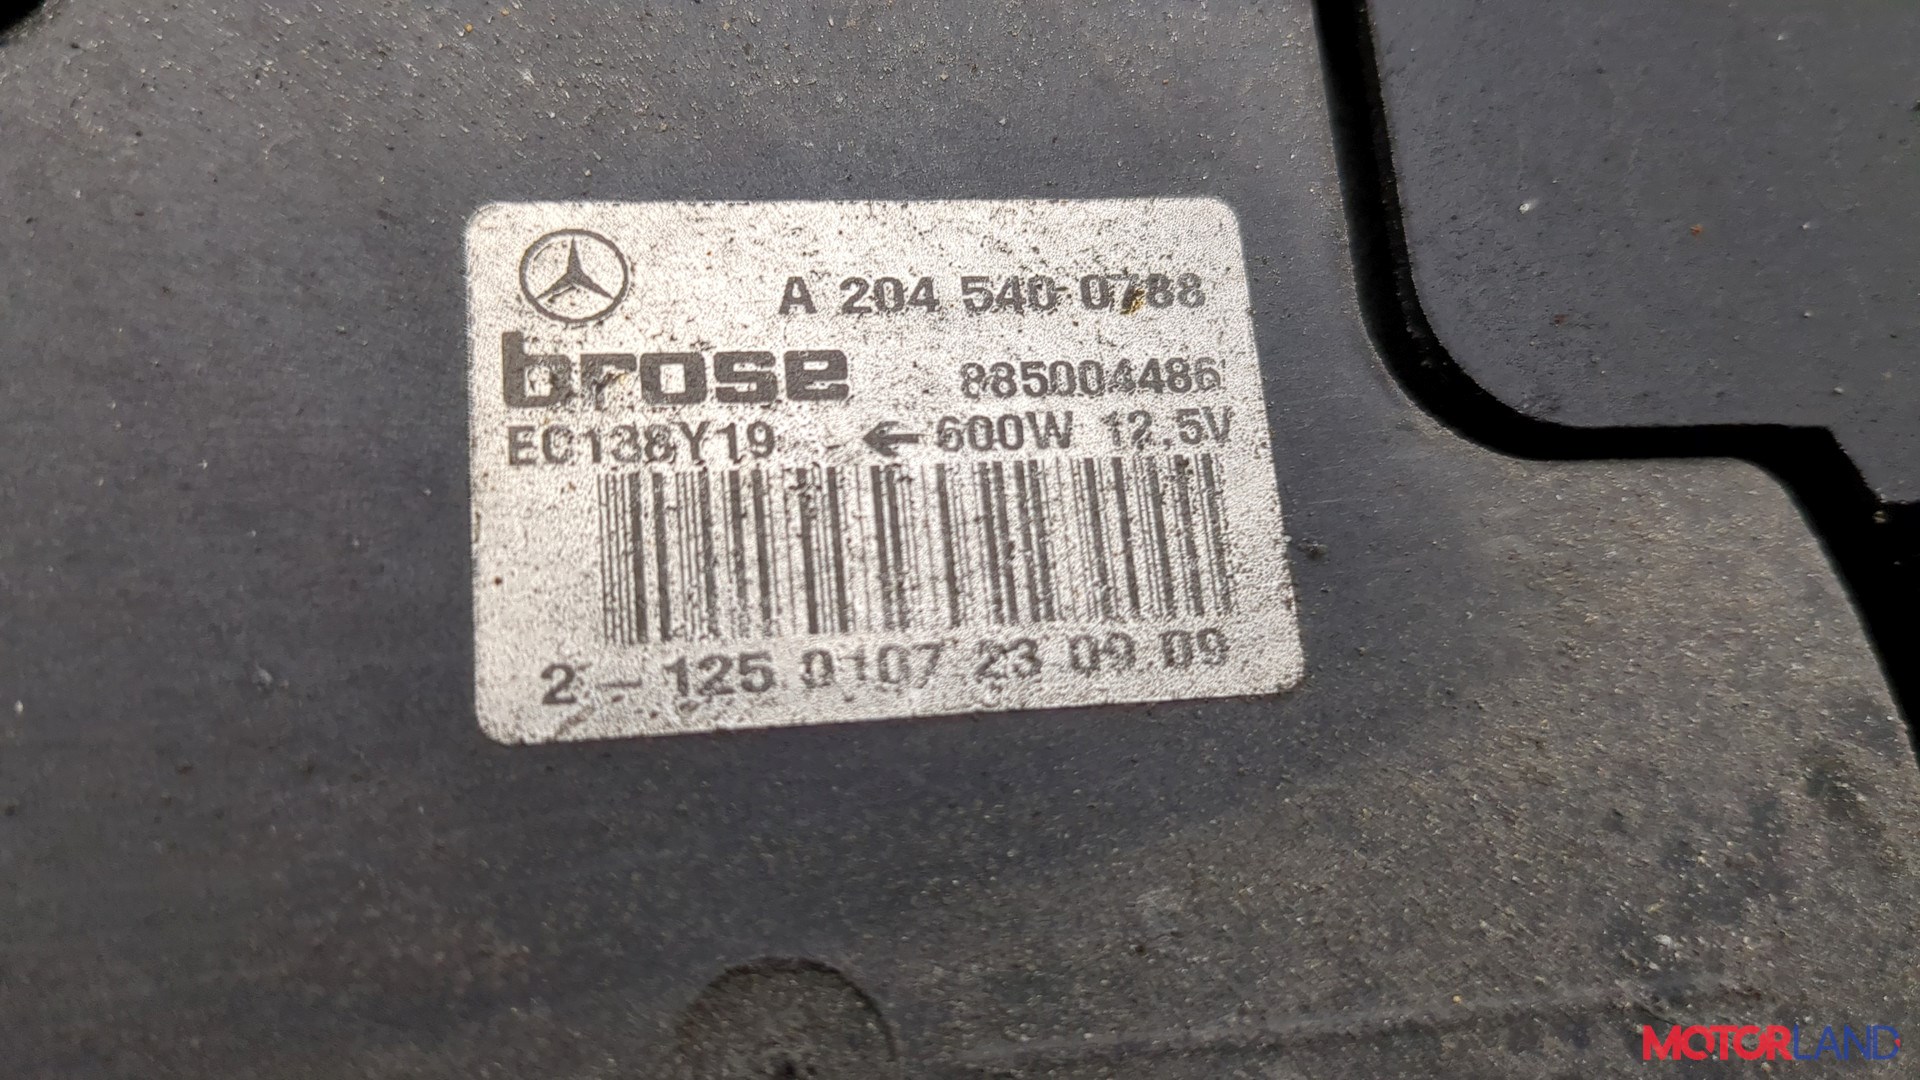 A 204 540 0788
brose 885004486
EC138Y19 ← 600W 12.5V
2 - 125 0107 23 09 09
MOTORLAND